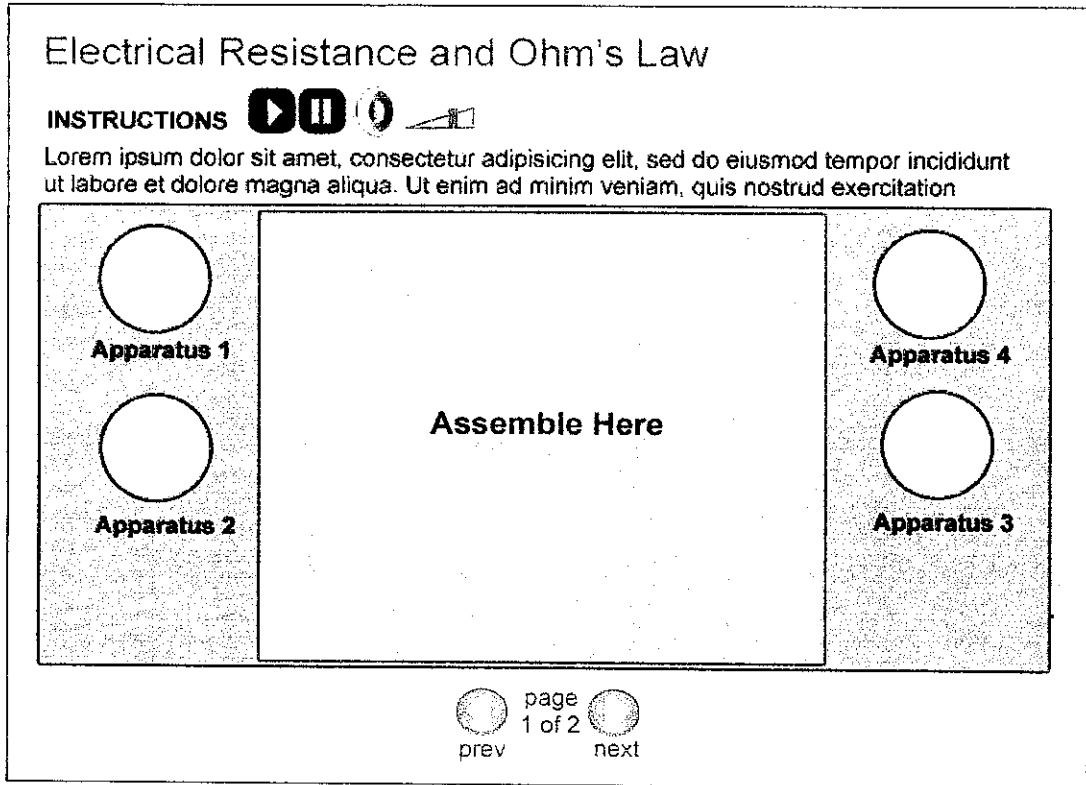 Electrical Resistance and Ohm's Law
INSTRUCTIONS
Lorem ipsum dolor sit amet, consectetur adipisicing elit, sed do eiusmod tempor incididunt
ut labore et dolore magna aliqua. Ut enim ad minim veniam, quis nostrud exercitation
Apparatus 1
Apparatus 4
Assemble Here
Apparatus 2
Apparatus 3
page
1 of 2
prev
next